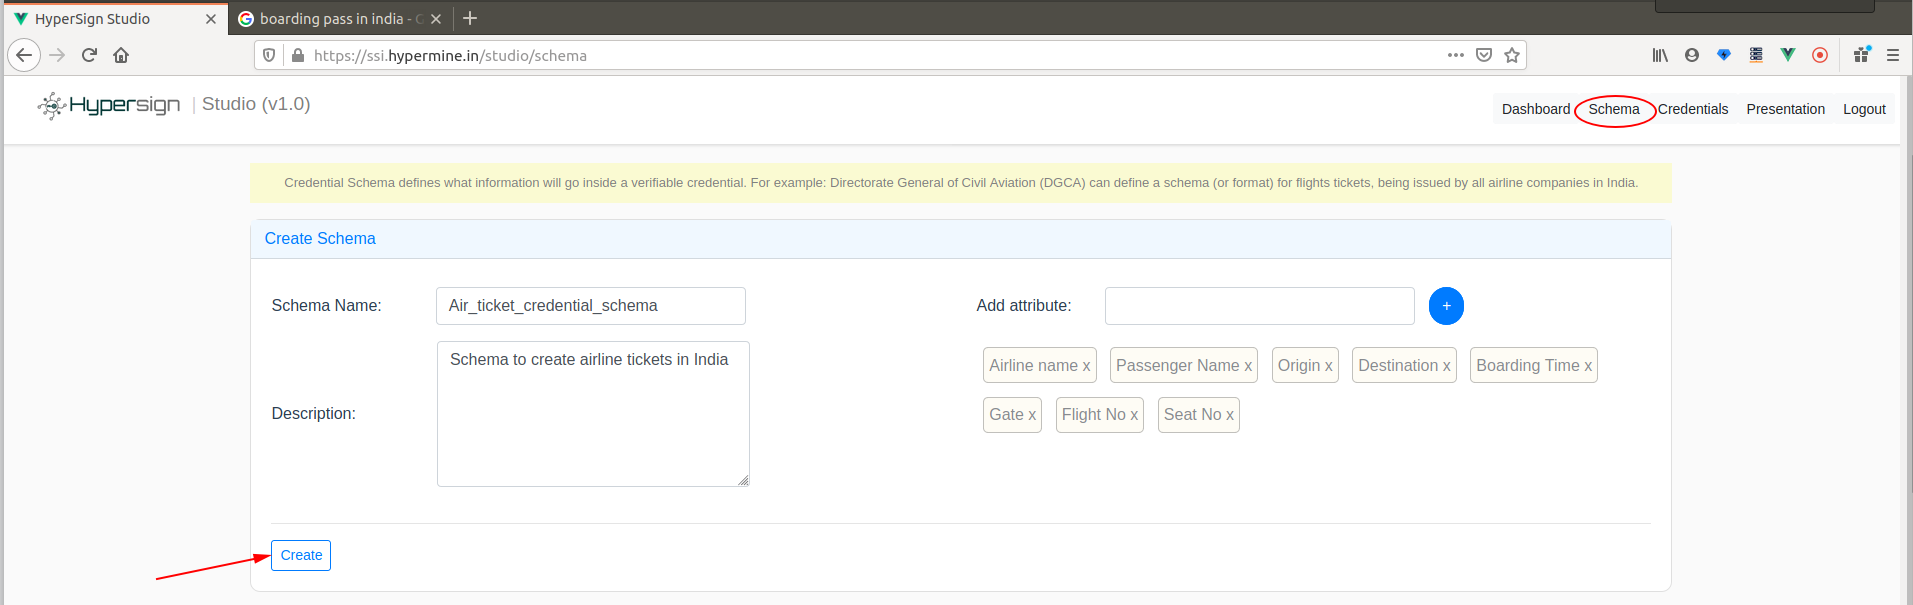 HyperSign Studio
boarding pass in india -
https://ssi.hypermine.in/studio/schema
Hypersign | Studio (v1.0)
Dashboard Schema Credentials Presentation Logout
Credential Schema defines what information will go inside a verifiable credential. For example: Directorate General of Civil Aviation (DGCA) can define a schema (or format) for flights tickets, being issued by all airline companies in India.
Create Schema
Schema Name: Air_ticket_credential_schema
Add attribute: +
Schema to create airline tickets in India
Description:
Airline name x Passenger Name x Origin x Destination x Boarding Time x
Gate x Flight No x Seat No x
Create